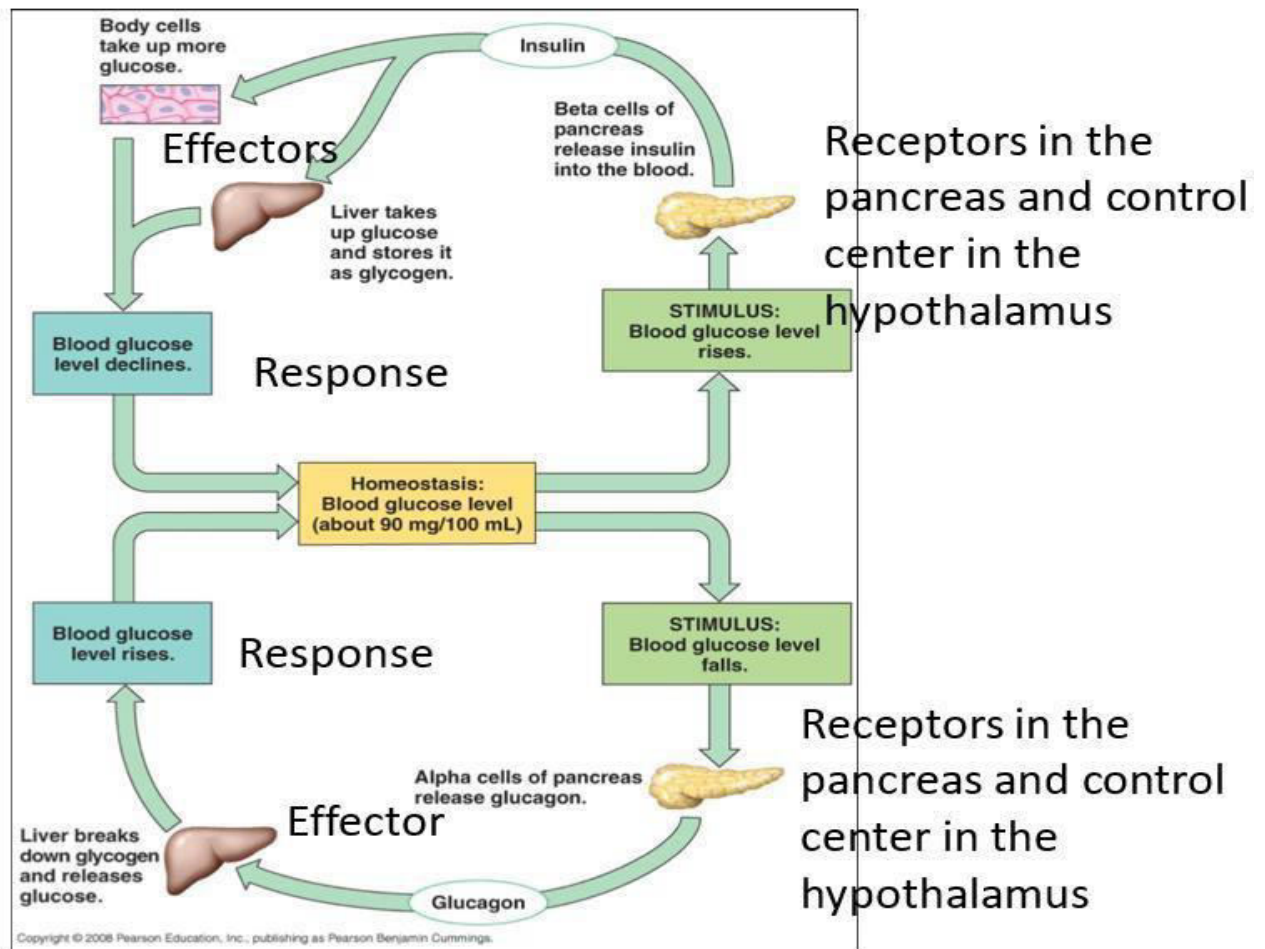 Body cells
take up more
glucose.
Insulin
Beta cells of
pancreas
release insulin
into the blood.
Receptors in the
pancreas and control
center in the
hypothalamus
Effectors
Liver takes
up glucose
and stores it
as glycogen.
STIMULUS:
Blood glucose level
rises.
Blood glucose
level declines.
Response
Homeostasis:
Blood glucose level
(about 90 mg/100 mL)
Blood glucose
level rises.
Response
STIMULUS:
Blood glucose level
falls.
Receptors in the
pancreas and control
center in the
hypothalamus
Alpha cells of pancreas
release glucagon.
Effector
Liver breaks
down glycogen
and releases
glucose.
Glucagon
Copyright © 2008 Pearson Education, Inc., publishing as Pearson Benjamin Cummings.